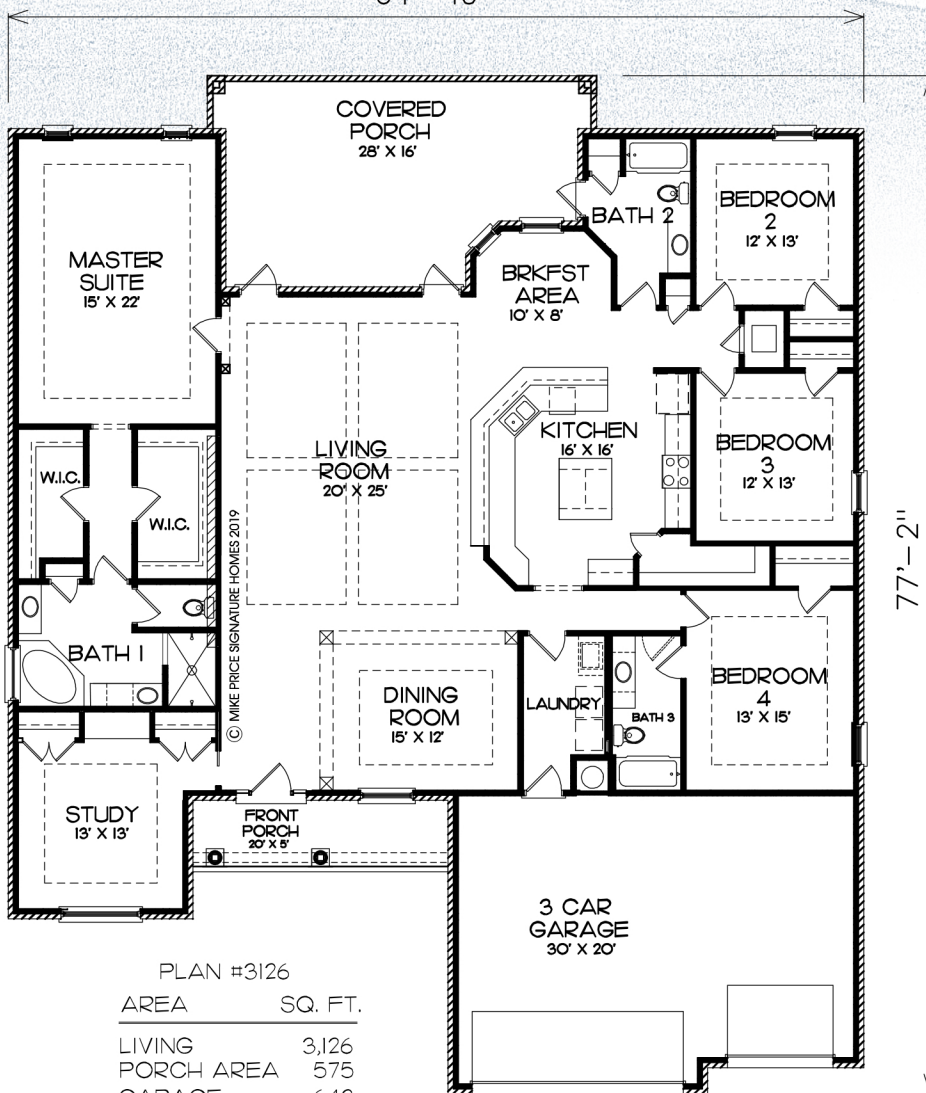 COVERED
PORCH
28' X 16'
MASTER
SUITE
15' X 22'
BATH 2
BEDROOM
2
12' X 13'
BRKFST
AREA
10' X 8'
W.I.C.
W.I.C.
LIVING
ROOM
20' X 25'
KITCHEN
16' X 16'
BEDROOM
3
12' X 13'
77'-2"
© MIKE PRICE SIGNATURE HOMES 2019
BATH 1
DINING
ROOM
15' X 12'
LAUNDRY
BATH 3
BEDROOM
4
13' X 15'
STUDY
13' X 13'
FRONT
PORCH
20' X 5'
3 CAR
GARAGE
30' X 20'
PLAN #3126
AREA SQ. FT.
LIVING 3,126
PORCH AREA 575
GARAGE